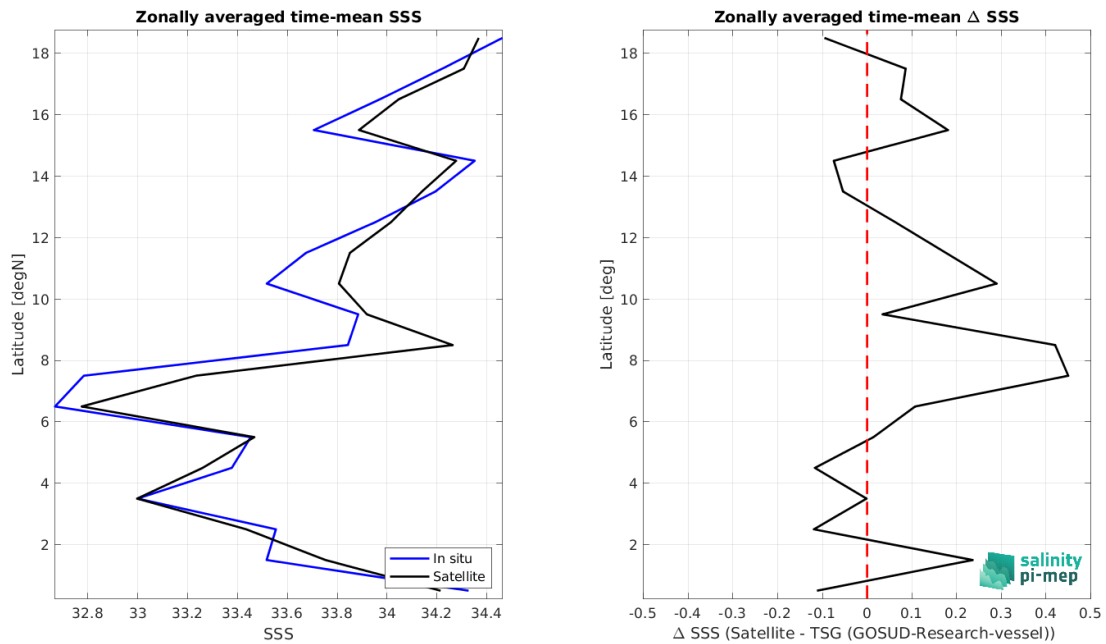 Zonally averaged time-mean SSS
18
16
14
12
10
8
6
4
2
Latitude [degN]
In situ
Satellite
32.8 33 33.2 33.4 33.6 33.8 34 34.2 34.4
SSS
Zonally averaged time-mean Δ SSS
18
16
14
12
10
8
6
4
2
Latitude [deg]
salinity
pi-mep
-0.5 -0.4 -0.3 -0.2 -0.1 0 0.1 0.2 0.3 0.4 0.5
Δ SSS (Satellite - TSG (GOSUD-Research-vessel))